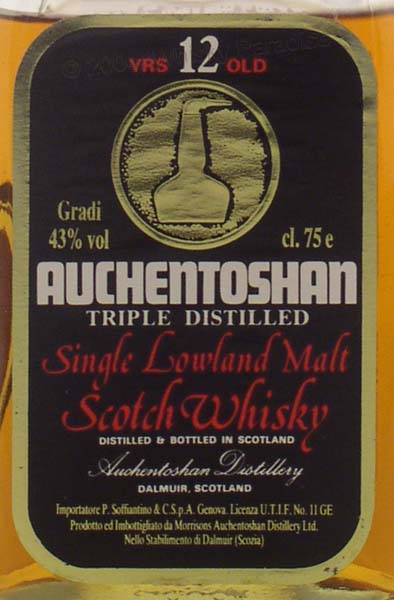 YRS 12 OLD
Gradi
43% vol
cl. 75 e
AUCHENTOSHAN
TRIPLE DISTILLED
Single Lowland Malt
Scotch Whisky
DISTILLED & BOTTLED IN SCOTLAND
Auchentoshan Distillery
DALMUIR, SCOTLAND
Importatore P. Soffiantino & C.S.p.A. Genova. Licenza U.T.I.F. No. 11 GE
Prodotto ed Imbottigliato da Morrisons Auchentoshan Distillery Ltd.
Nello Stabilimento di Dalmuir (Scozia)